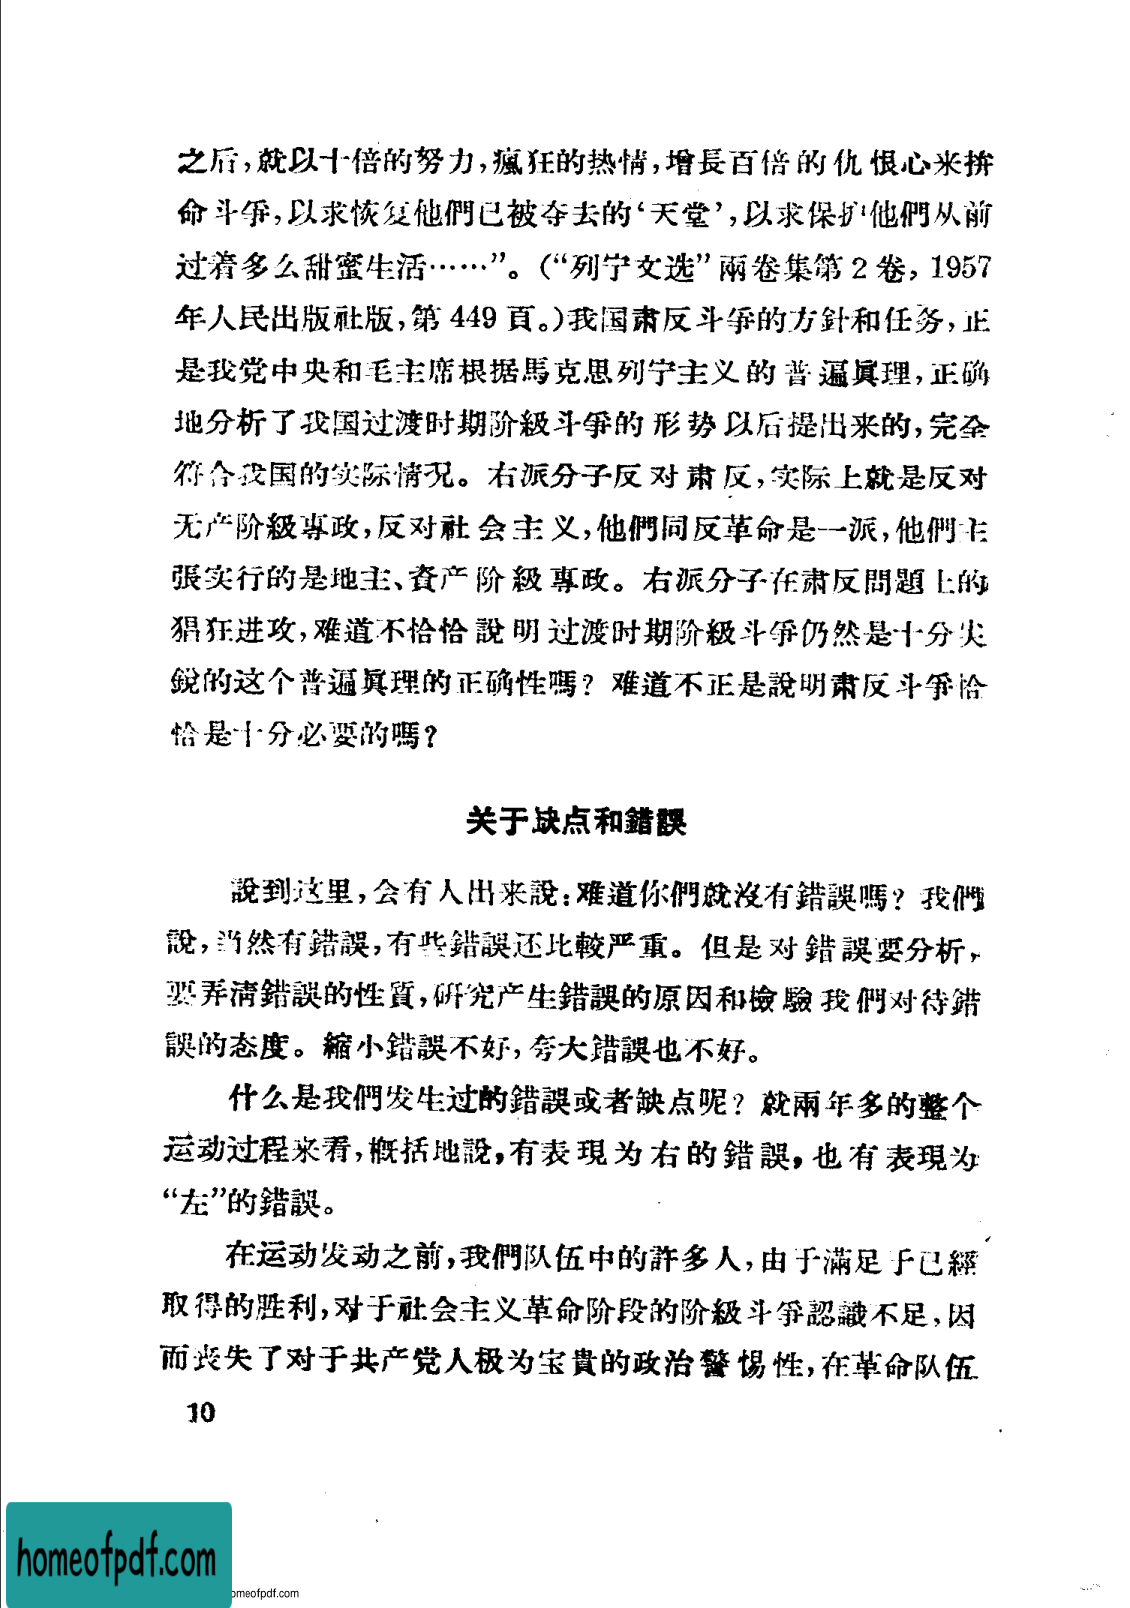 之后，就以十倍的努力，瘋狂的热情，增長百倍的仇恨心来拚
命斗爭，以求恢复他們已被夺去的‘天堂’，以求保护他們从前
过着多么甜蜜生活……”。（“列宁文选”兩卷集第2卷，1957
年人民出版社版，第449頁。）我国肃反斗爭的方針和任务，正
是我党中央和毛主席根据馬克思列宁主义的普遍眞理，正确
地分析了我国过渡时期阶級斗爭的形势以后提出来的，完全
符合我国的实际情况。右派分子反对肃反，实际上就是反对
无产阶級專政，反对社会主义，他們同反革命是一派，他們主
張实行的是地主、資产阶級專政。右派分子在肃反問題上的
猖狂进攻，难道不恰恰說明过渡时期阶級斗爭仍然是十分尖
銳的这个普遍眞理的正确性嗎？难道不正是說明肃反斗爭恰
恰是十分必要的嗎？
关于缺点和錯誤
說到这里，会有人出来說：难道你們就沒有錯誤嗎？我們
說，当然有錯誤，有些錯誤还比較严重。但是对錯誤要分析，
要弄清錯誤的性質，研究产生錯誤的原因和檢驗我們对待錯
誤的态度。縮小錯誤不好，夸大錯誤也不好。
什么是我們发生过的錯誤或者缺点呢？就兩年多的整个
运动过程来看，概括地說，有表現为右的錯誤，也有表現为
“左”的錯誤。
在运动发动之前，我們队伍中的許多人，由于滿足于已經
取得的胜利，对于社会主义革命阶段的阶級斗爭認識不足，因
而丧失了对于共产党人极为宝貴的政治警惕性，在革命队伍
10
homeofpdf.com
omeofpdf.com